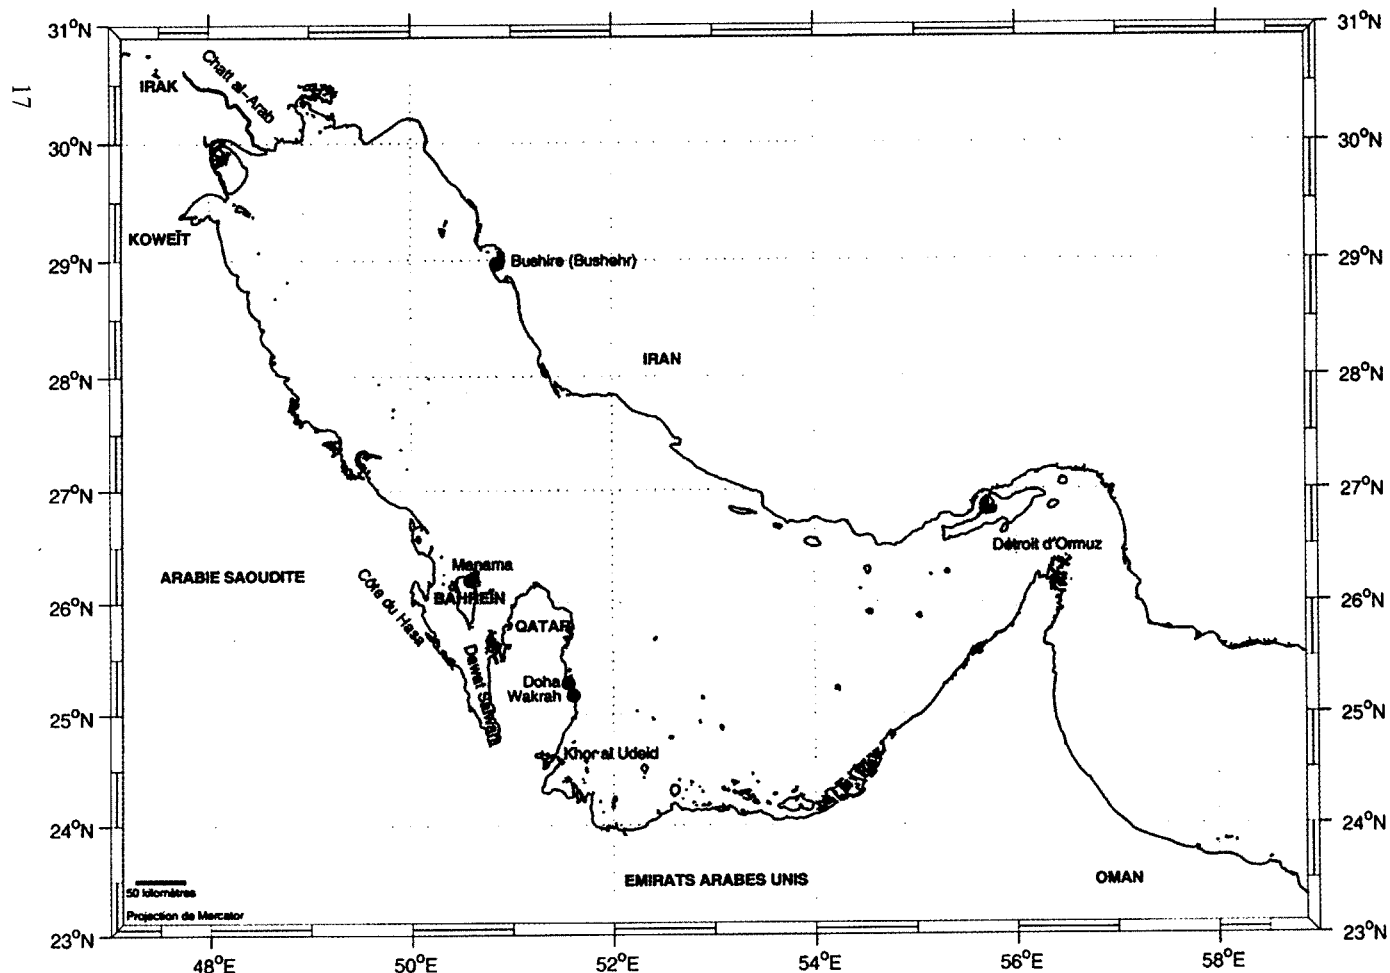 31°N
31°N
IRAK
Chatt al-Arab
17
30°N
30°N
KOWEÏT
29°N
Bushire (Bushehr)
29°N
IRAN
28°N
28°N
27°N
27°N
Détroit d'Ormuz
Manama
ARABIE SAOUDITE
Côte du Hasa
BAHREÏN
26°N
26°N
QATAR
Dawat Salwah
Doha
Wakrah
25°N
25°N
Khor al Udeid
24°N
24°N
50 kilomètres
EMIRATS ARABES UNIS
OMAN
Projection de Mercator
23°N
23°N
48°E
50°E
52°E
54°E
56°E
58°E